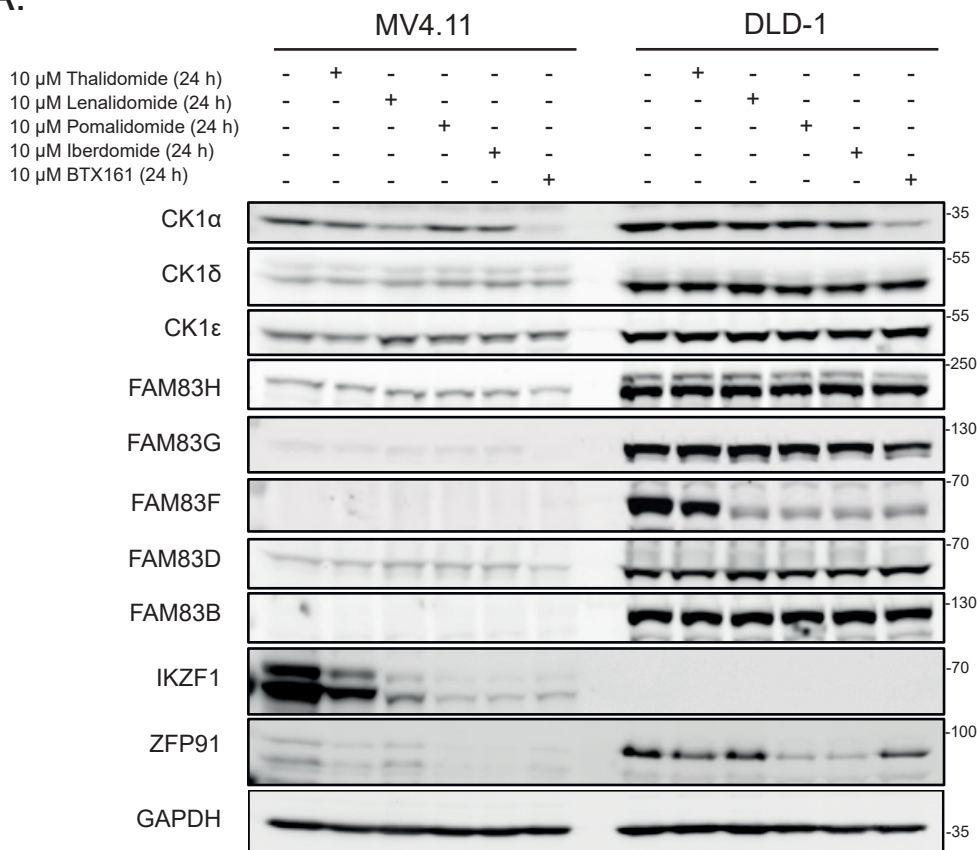 A.
MV4.11 DLD-1
10 µM Thalidomide (24 h) - + - - - - - + - - - -
10 µM Lenalidomide (24 h) - - + - - - - - + - - -
10 µM Pomalidomide (24 h) - - - + - - - - - + - -
10 µM Iberdomide (24 h) - - - - + - - - - - + -
10 µM BTX161 (24 h) - - - - - + - - - - - +
CK1α -35
CK1δ -55
CK1ε -55
FAM83H -250
FAM83G -130
FAM83F -70
FAM83D -70
FAM83B -130
IKZF1 -70
ZFP91 -100
GAPDH -35